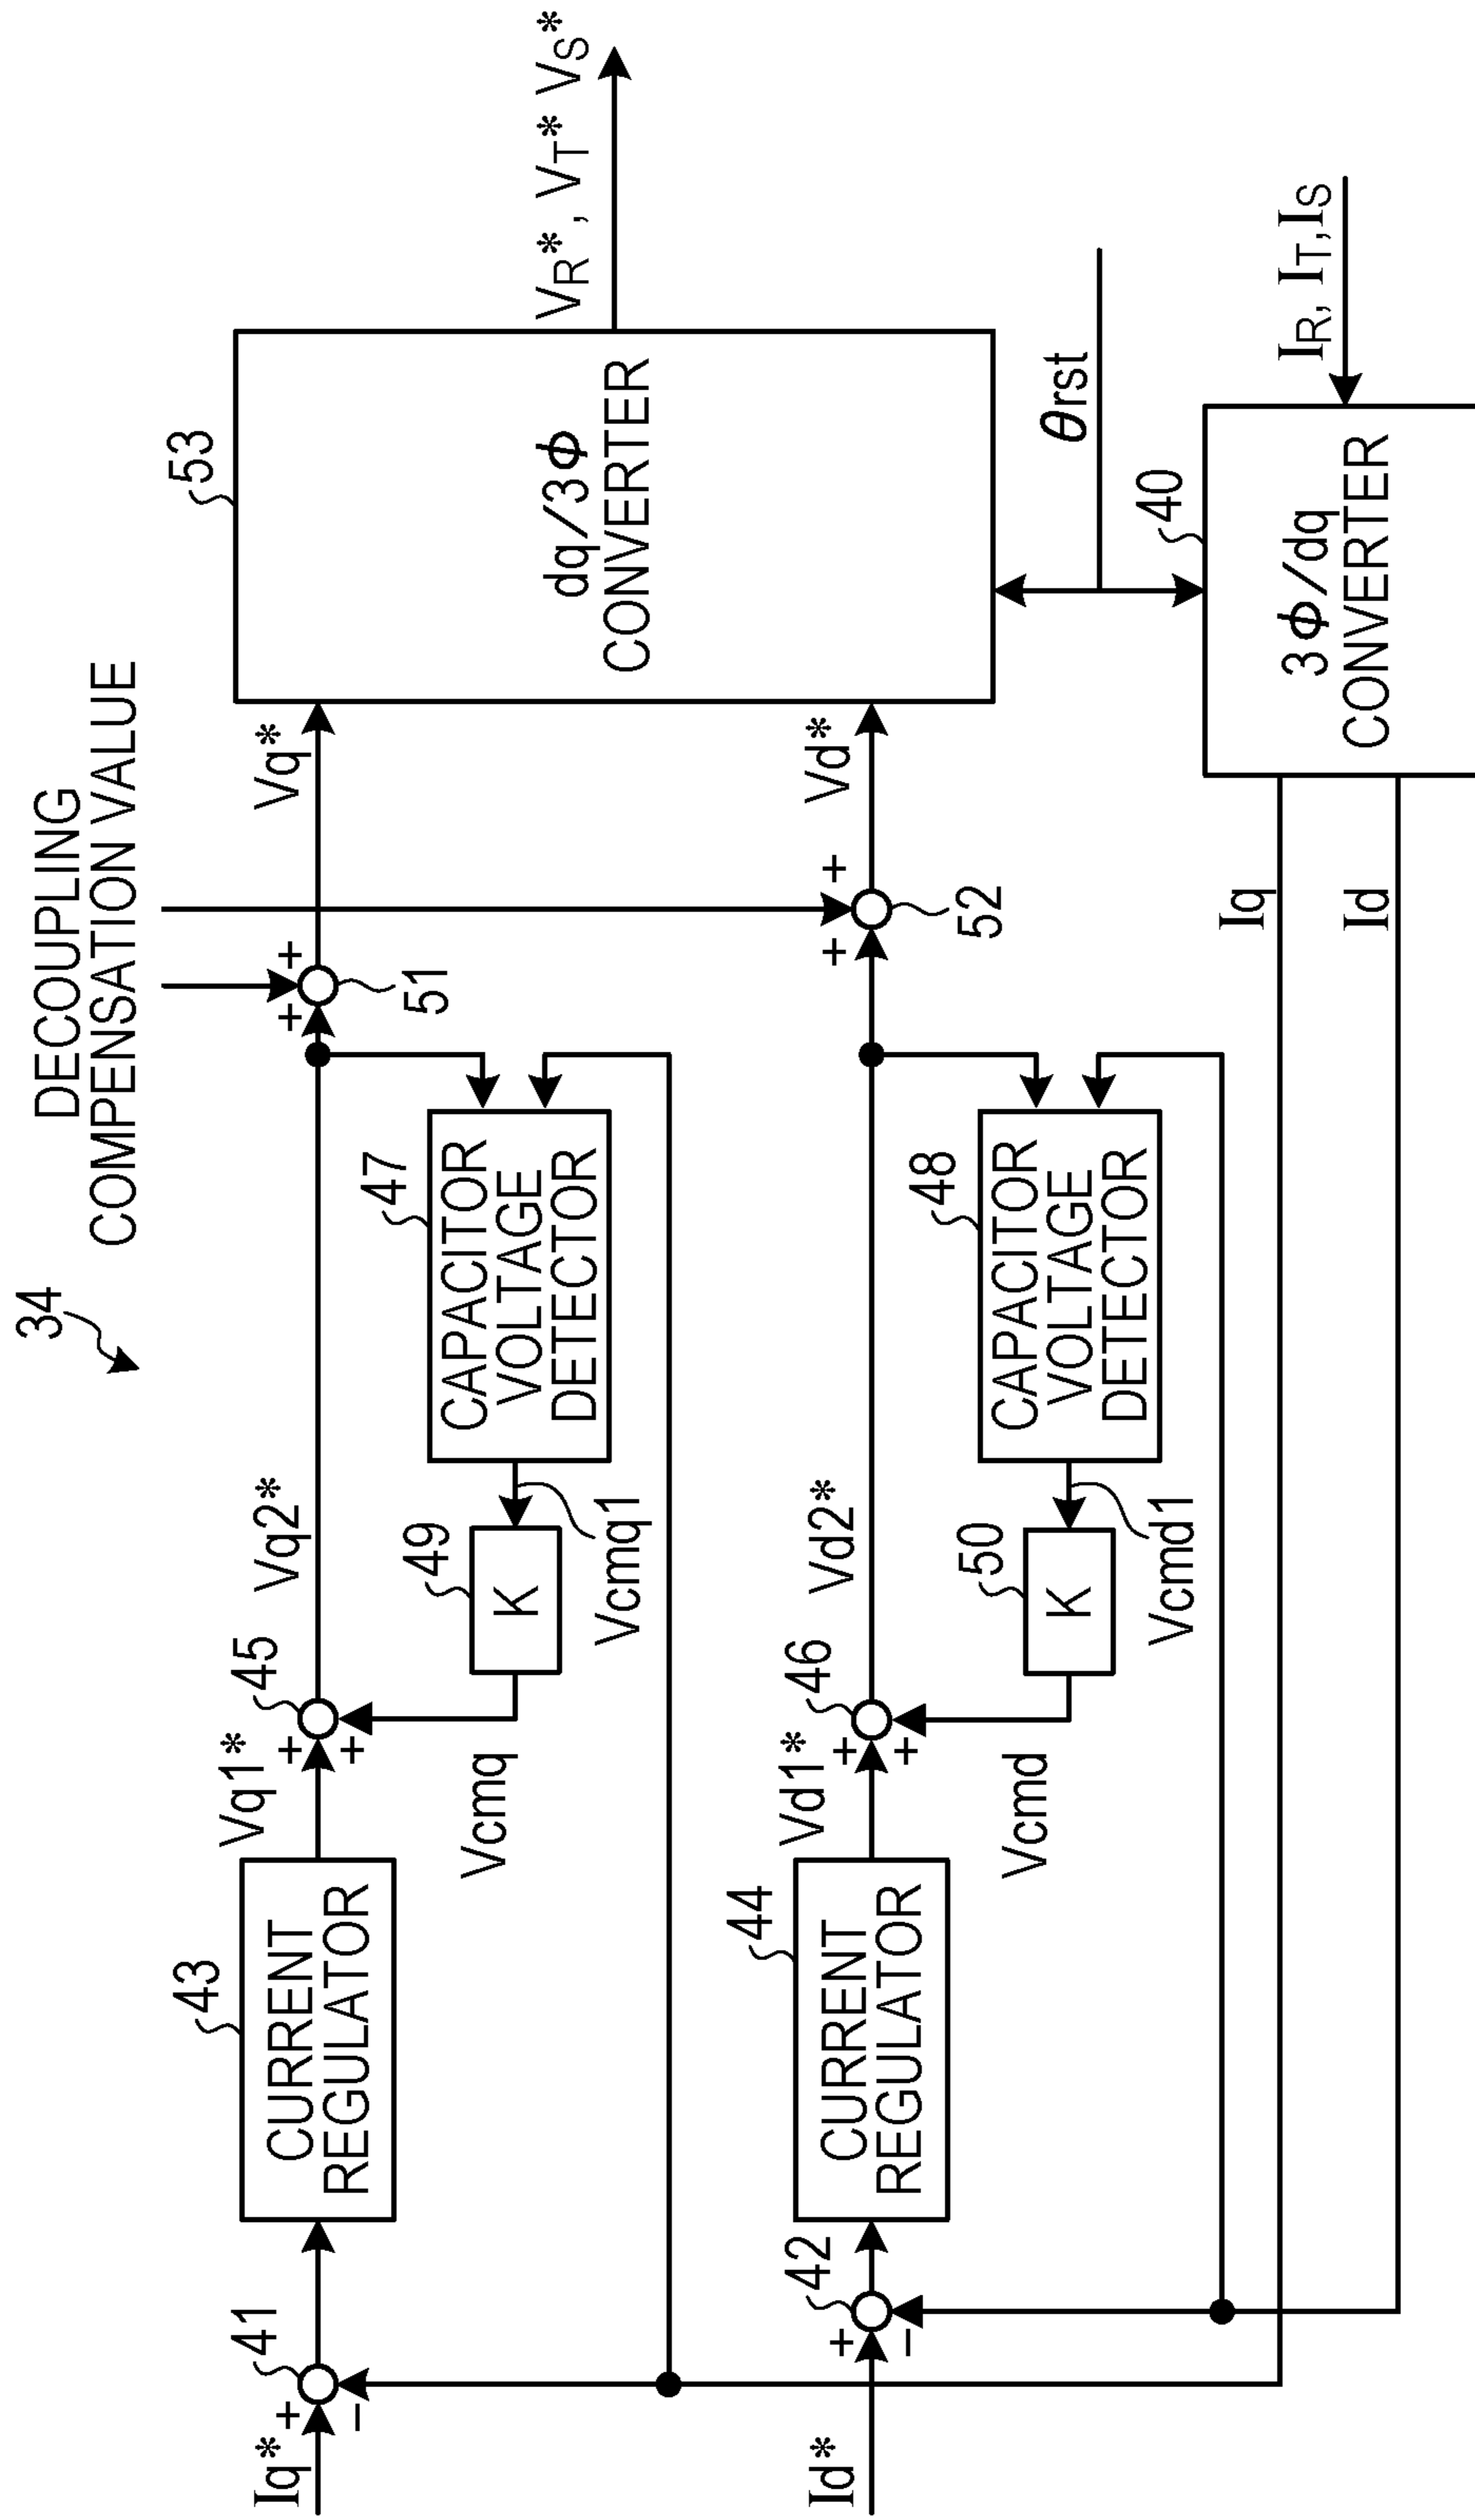 34
DECOUPLING
COMPENSATION VALUE
Iq*
+
−
41
43
CURRENT
REGULATOR
Vq1*
+
+
45
Vq2*
Vcmq
49
K
Vcmq1
47
CAPACITOR
VOLTAGE
DETECTOR
+
+
51
Vq*
53
dq/3Φ
CONVERTER
VR*, VT* VS*
Id*
+
−
42
44
CURRENT
REGULATOR
Vd1*
+
+
46
Vd2*
Vcmd
50
K
Vcmd1
48
CAPACITOR
VOLTAGE
DETECTOR
+
+
52
Vd*
θrst
40
3Φ/dq
CONVERTER
IR, IT,IS
Iq
Id